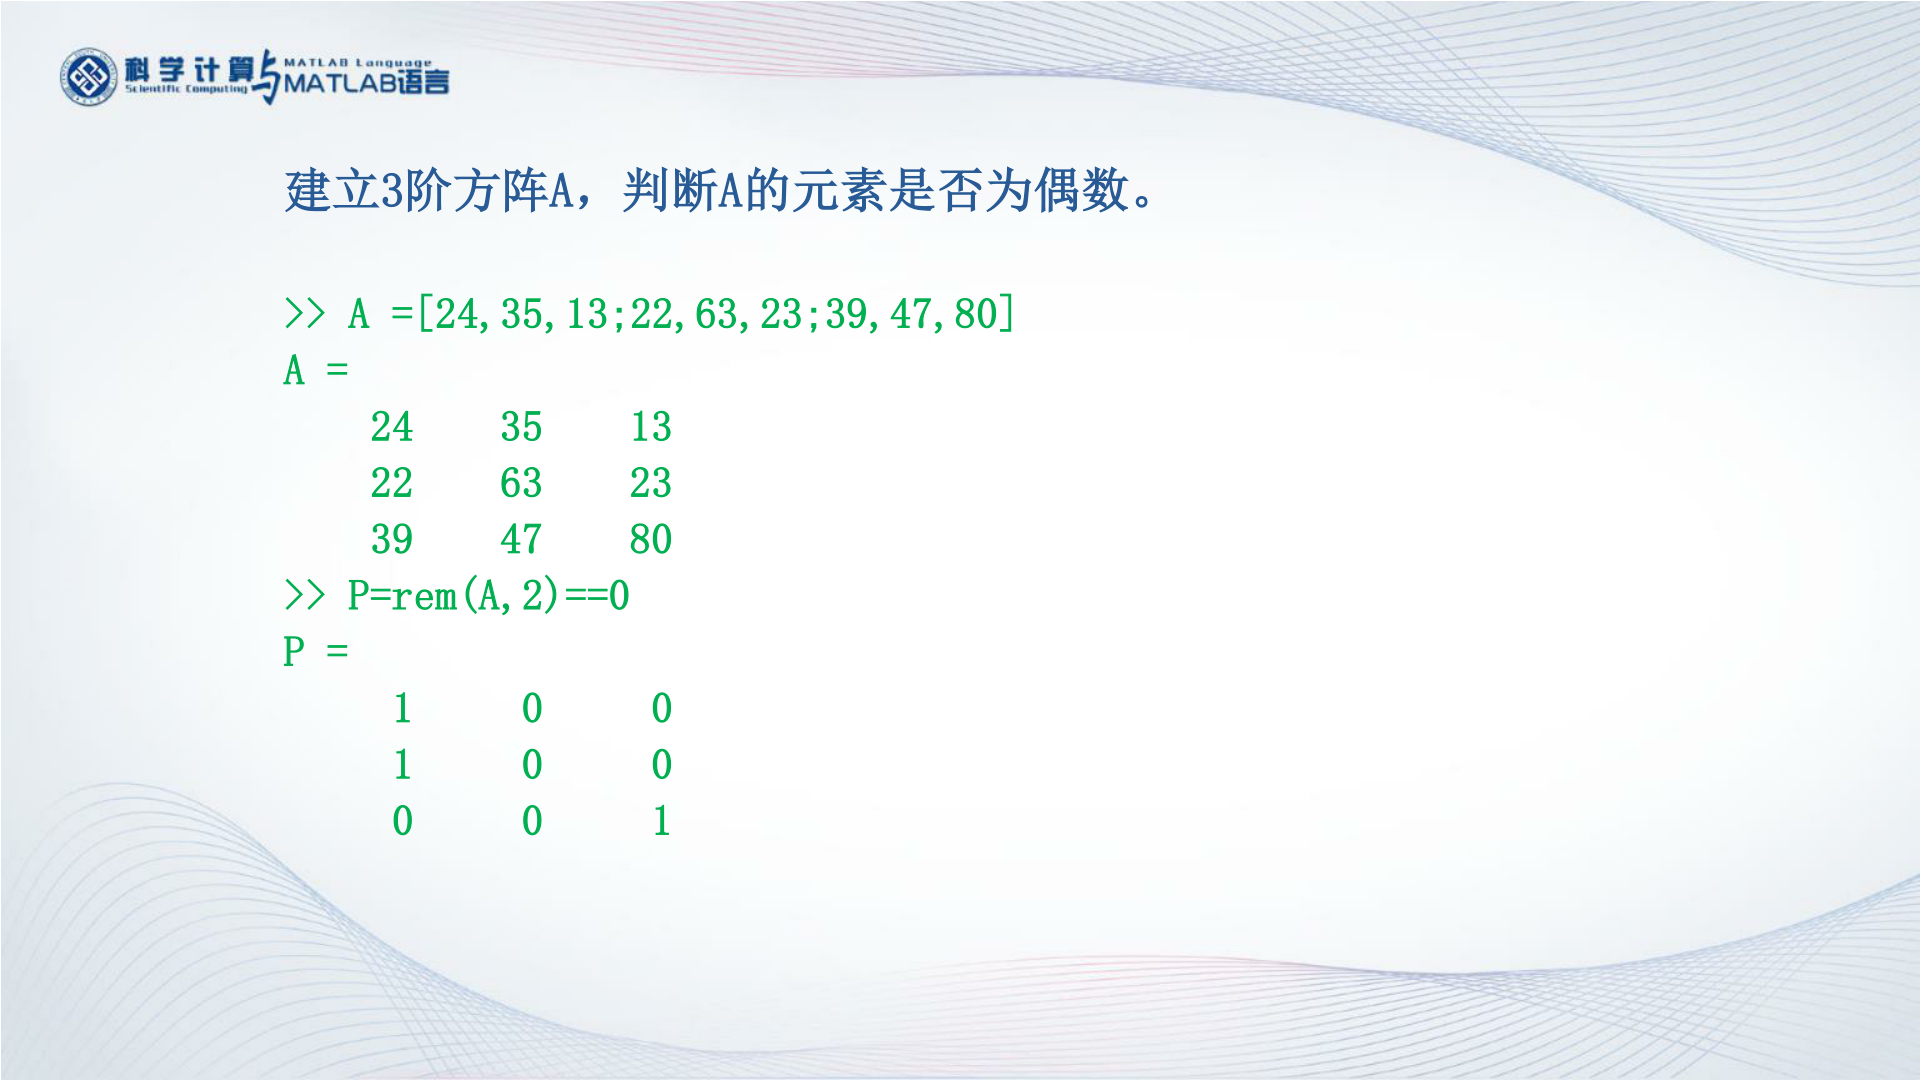 科学计算与MATLAB语言
Scientific Computing MATLAB Language
建立3阶方阵A，判断A的元素是否为偶数。
>> A =[24,35,13;22,63,23;39,47,80]
A =
24 35 13
22 63 23
39 47 80
>> P=rem(A,2)==0
P =
1 0 0
1 0 0
0 0 1